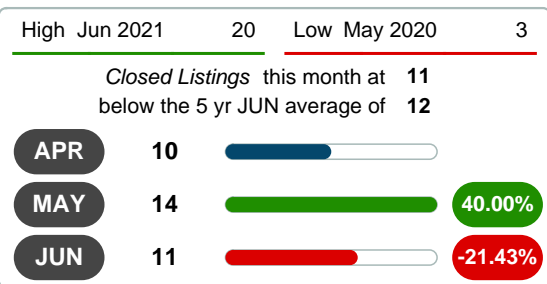 High Jun 2021 20 Low May 2020 3
Closed Listings this month at 11
below the 5 yr JUN average of 12
APR 10
MAY 14 40.00%
JUN 11 -21.43%